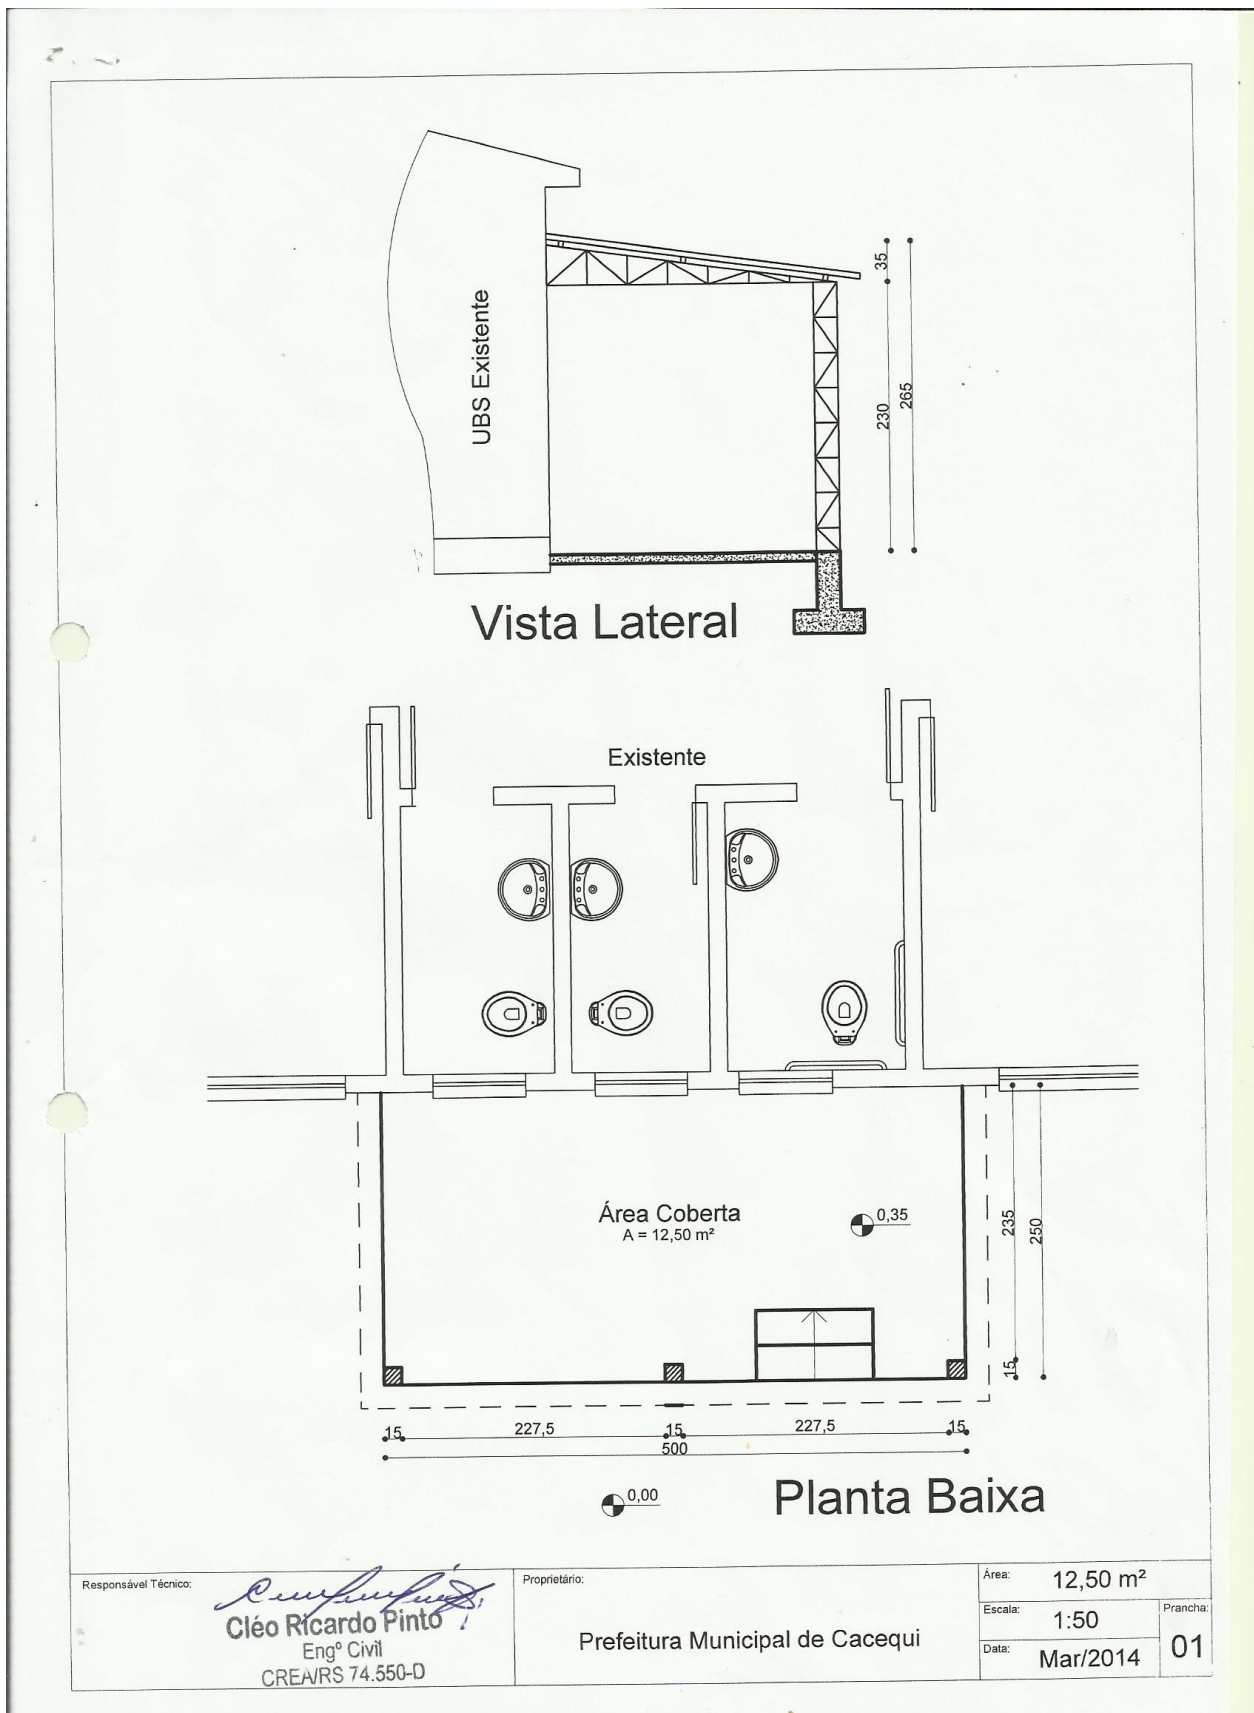 35
265
230
UBS Existente
Vista Lateral
Existente
Área Coberta
A = 12,50 m²
0,35
235
250
15
15
227,5
15
227,5
15
500
0,00
Planta Baixa
Responsável Técnico:
Cléo Ricardo Pinto
Engº Civil
CREA/RS 74.550-D
Proprietário:
Prefeitura Municipal de Cacequi
Área:
12,50 m²
Escala:
1:50
Data:
Mar/2014
Prancha:
01